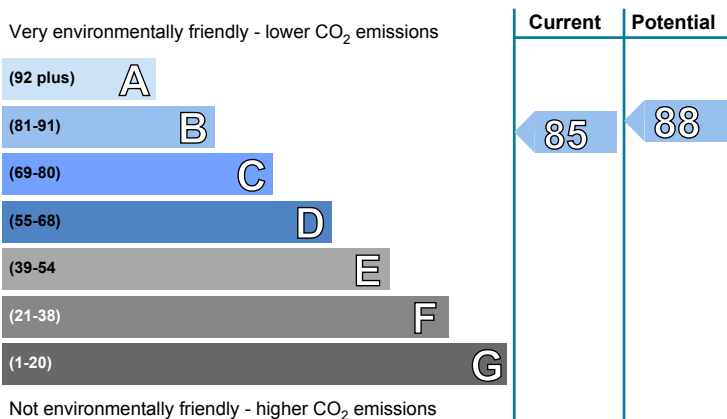 Very environmentally friendly - lower CO2 emissions
Current
Potential
(92 plus) A
(81-91) B
85
88
(69-80) C
(55-68) D
(39-54 E
(21-38) F
(1-20) G
Not environmentally friendly - higher CO2 emissions